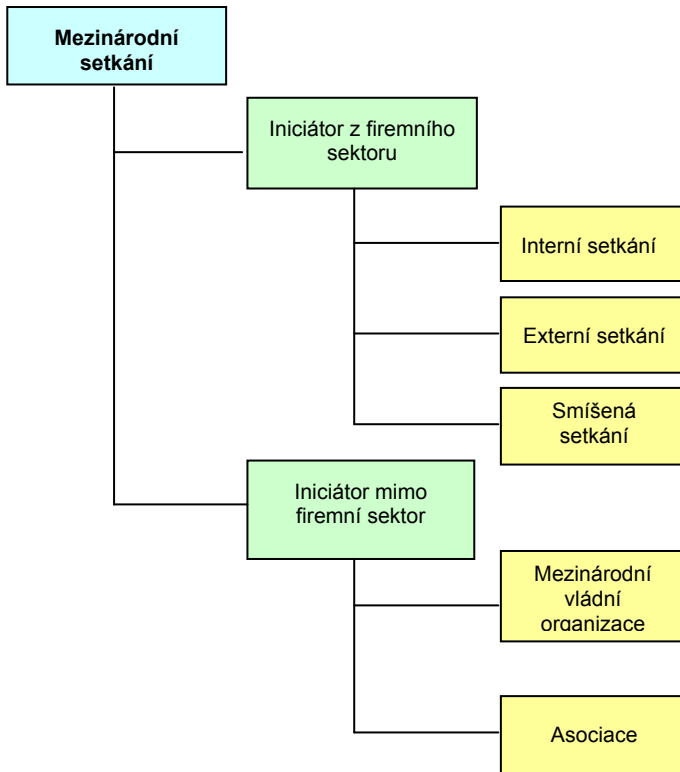 Mezinárodní
setkání
Iniciátor z firemního
sektoru
Interní setkání
Externí setkání
Smíšená
setkání
Iniciátor mimo
firemní sektor
Mezinárodní
vládní
organizace
Asociace